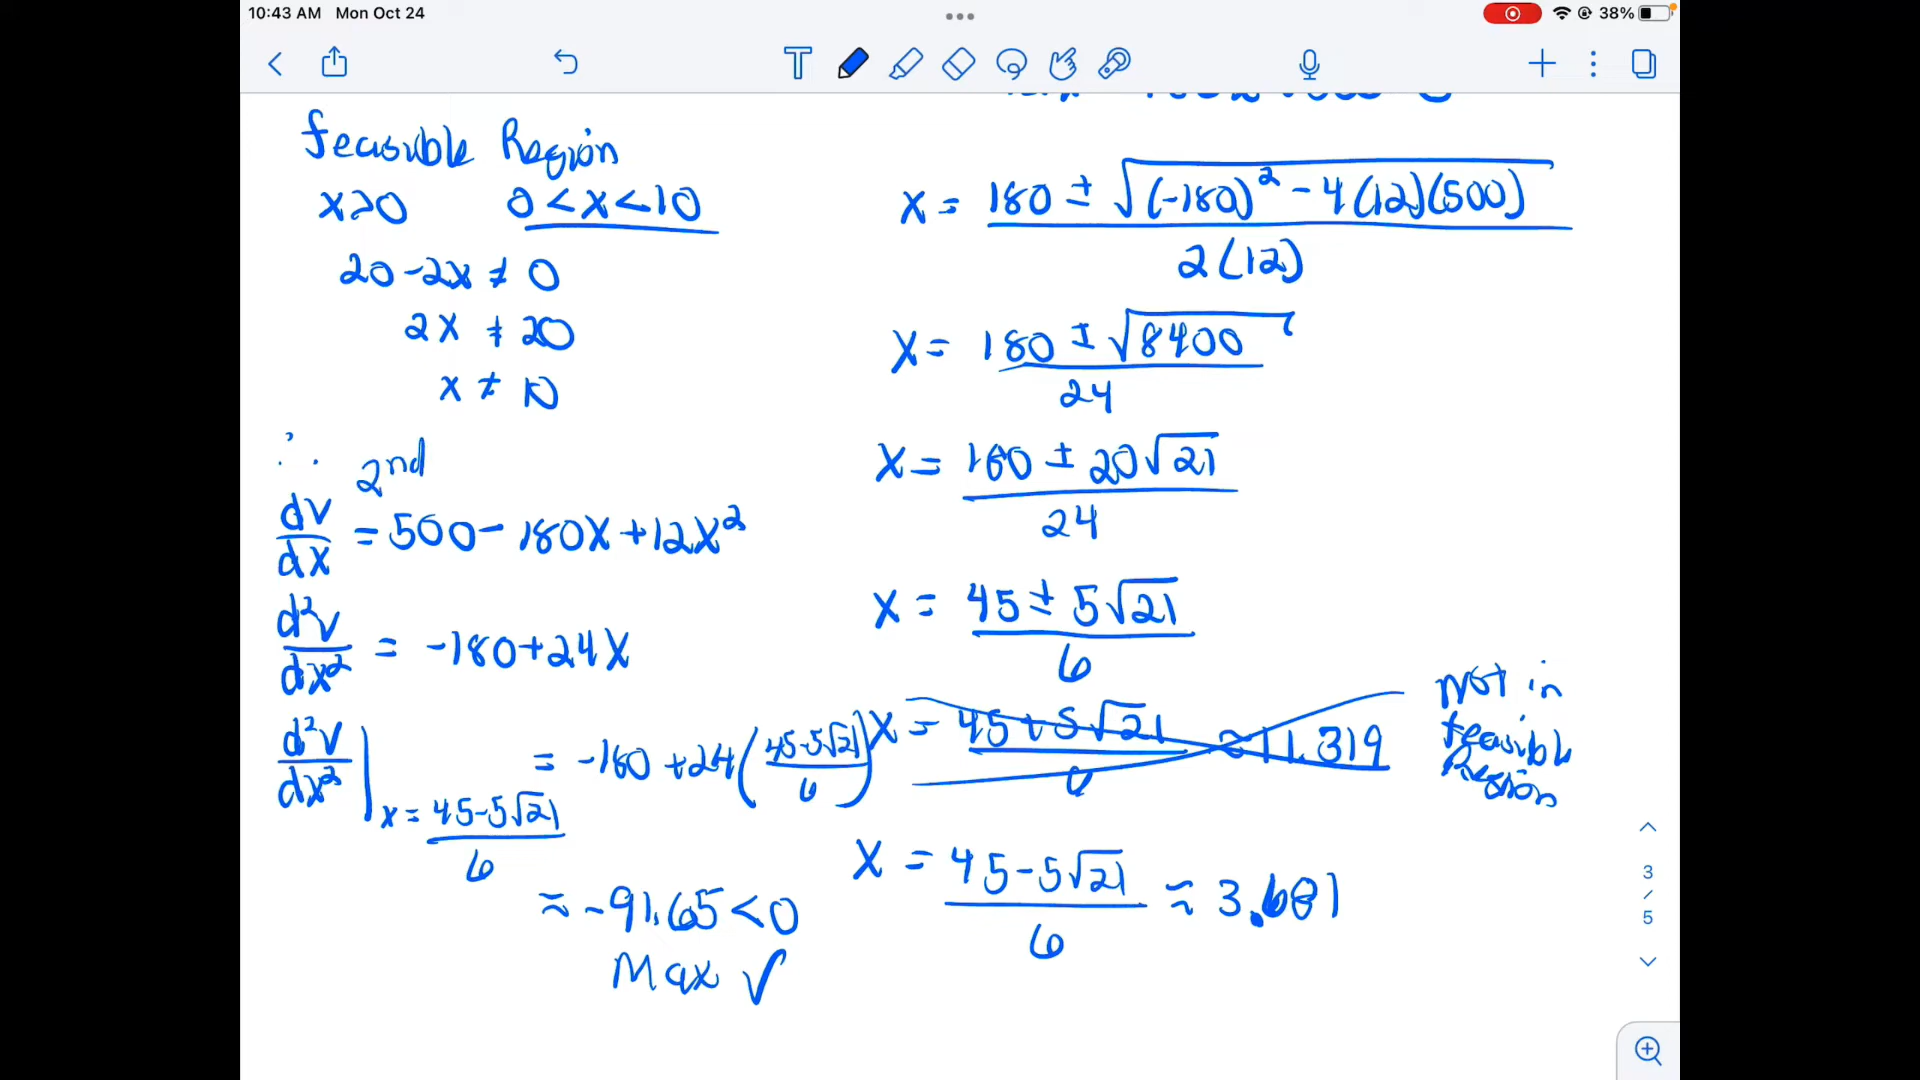 10:43 AM Mon Oct 24
38%
T
feasible Region
x>0 0<x<10
20-2x ≠ 0
2x ≠ 20
x ≠ 10
∴ 2nd
dV/dx = 500-180x+12x²
d²V/dx² = -180+24x
d²V/dx² | x = (45-5√21)/6 = -180+24((45-5√21)/6)
≈ -91.65<0
Max ✓
x = (180 ± √((-180)² - 4(12)(500)))/(2(12))
x = (180 ± √8400)/24
x = (180 ± 20√21)/24
x = (45 ± 5√21)/6
x = (45+5√21)/6 ≈ 11.319
Not in
feasible
Region
x = (45-5√21)/6 ≈ 3.681
3
/
5